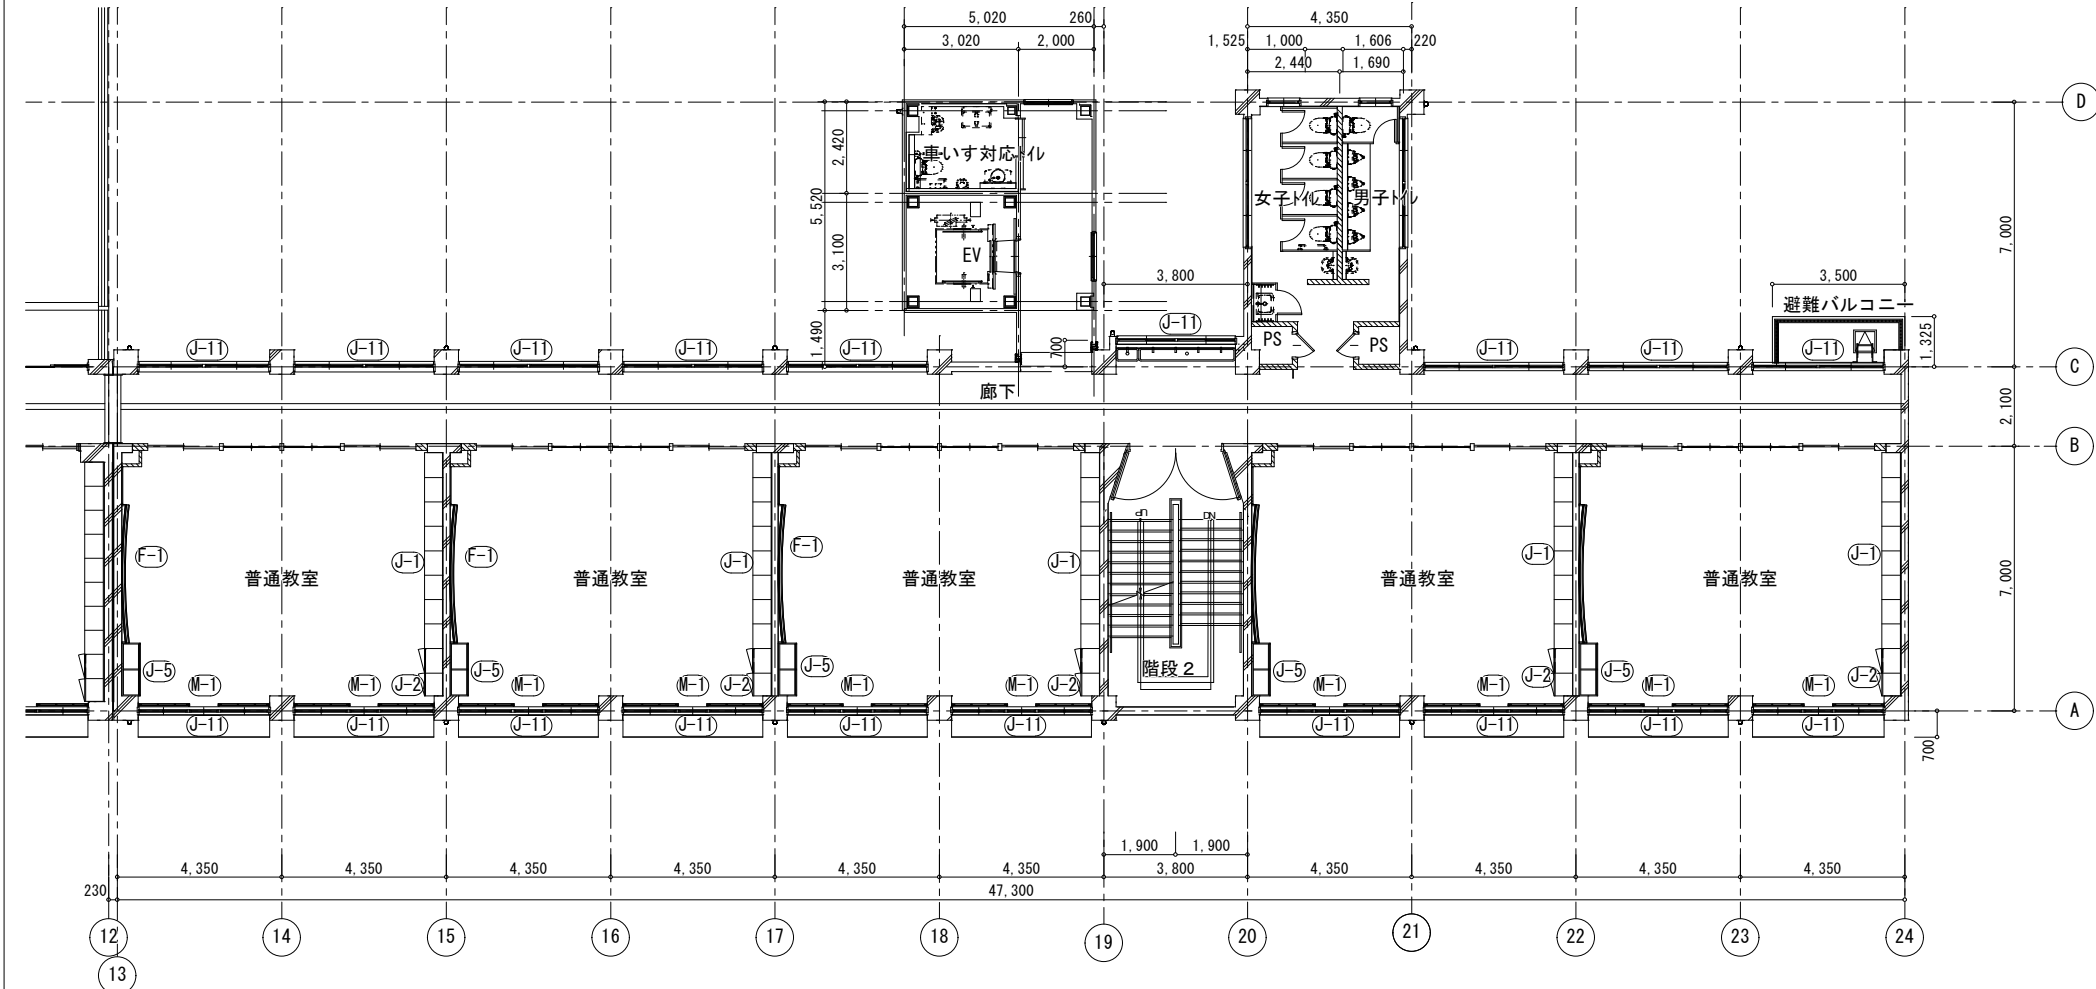 5,020 260 4,350
3,020 2,000 1,525 1,000 1,606 220
2,440 1,690
D
2,420
車いす対応トイレ
5,520
女子トイレ 男子トイレ
7,000
3,100
EV
3,800
3,500
避難バルコニー
1,490
700
PS PS
1,325
J-11 J-11 J-11 J-11 J-11 J-11 J-11 J-11 J-11
C
廊下
2,100
B
UP DN
F-1 J-1 F-1 J-1 F-1 J-1 J-1 J-1
普通教室 普通教室 普通教室 普通教室 普通教室
7,000
階段2
J-5 J-5 J-5 J-5 J-5
M-1 M-1 J-2 M-1 M-1 J-2 M-1 M-1 J-2 M-1 M-1 J-2 M-1 M-1 J-2
A
J-11 J-11 J-11 J-11 J-11 J-11 J-11 J-11 J-11 J-11
700
1,900 1,900
4,350 4,350 4,350 4,350 4,350 4,350 3,800 4,350 4,350 4,350 4,350
230 47,300
12 14 15 16 17 18 19 20 21 22 23 24
13